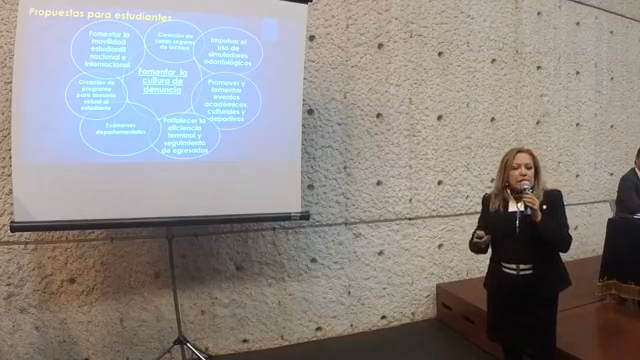 Propuestas para estudiantes
Fomentar la
movilidad
estudiantil
nacional e
internacional
Creación de
zonas seguras
de lectura
Impulsar el
uso de
simuladores
odontológicos
Fomentar la
cultura de
denuncia
Creación de
programa
para mesada
virtual al
estudiante
Promover y
fomentar
eventos
académicos,
culturales y
deportivos
Exámenes
departamentales
Fortalecer la
eficiencia
terminal y
seguimiento
de egresados